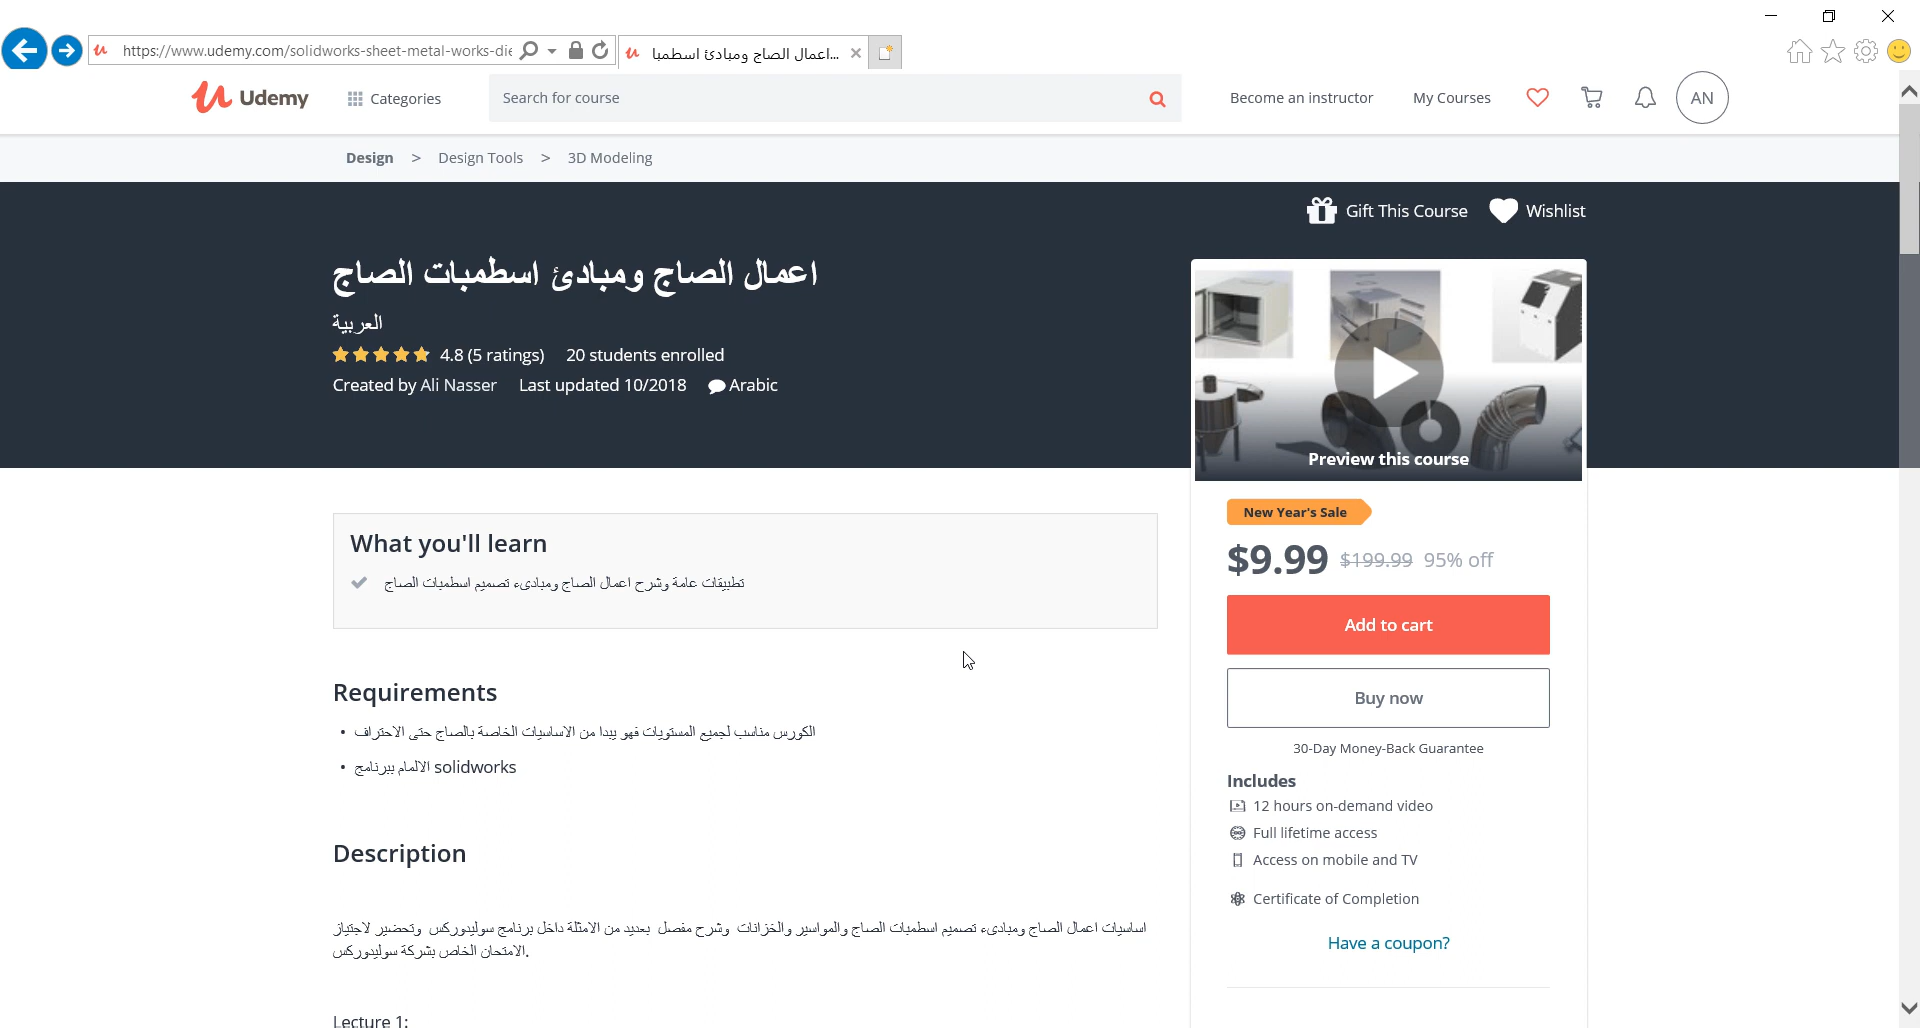 https://www.udemy.com/solidworks-sheet-metal-works-die
اعمال الصاج ومبادئ اسطمبا...
Udemy
Categories
Search for course
Become an instructor
My Courses
AN
Design > Design Tools > 3D Modeling
Gift This Course
Wishlist
اعمال الصاج ومبادئ اسطمبات الصاج
العربية
4.8 (5 ratings) 20 students enrolled
Created by Ali Nasser Last updated 10/2018 Arabic
Preview this course
New Year's Sale
$9.99 $199.99 95% off
Add to cart
Buy now
30-Day Money-Back Guarantee
Includes
12 hours on-demand video
Full lifetime access
Access on mobile and TV
Certificate of Completion
Have a coupon?
What you'll learn
تطبيقات عامة وشرح اعمال الصاج ومبادىء تصميم اسطمبات الصاج
Requirements
• الكورس مناسب لجميع المستويات فهو يبدا من الاساسيات الخاصة بالصاج حتى الاحتراف
• الالمام ببرنامج solidworks
Description
اساسيات اعمال الصاج ومبادىء تصميم اسطمبات الصاج والمواسير والخزانات وشرح مفصل بعديد من الامثلة داخل برنامج سوليدوركس وتحضير لاجتياز
الامتحان الخاص بشركة سوليدوركس.
Lecture 1: